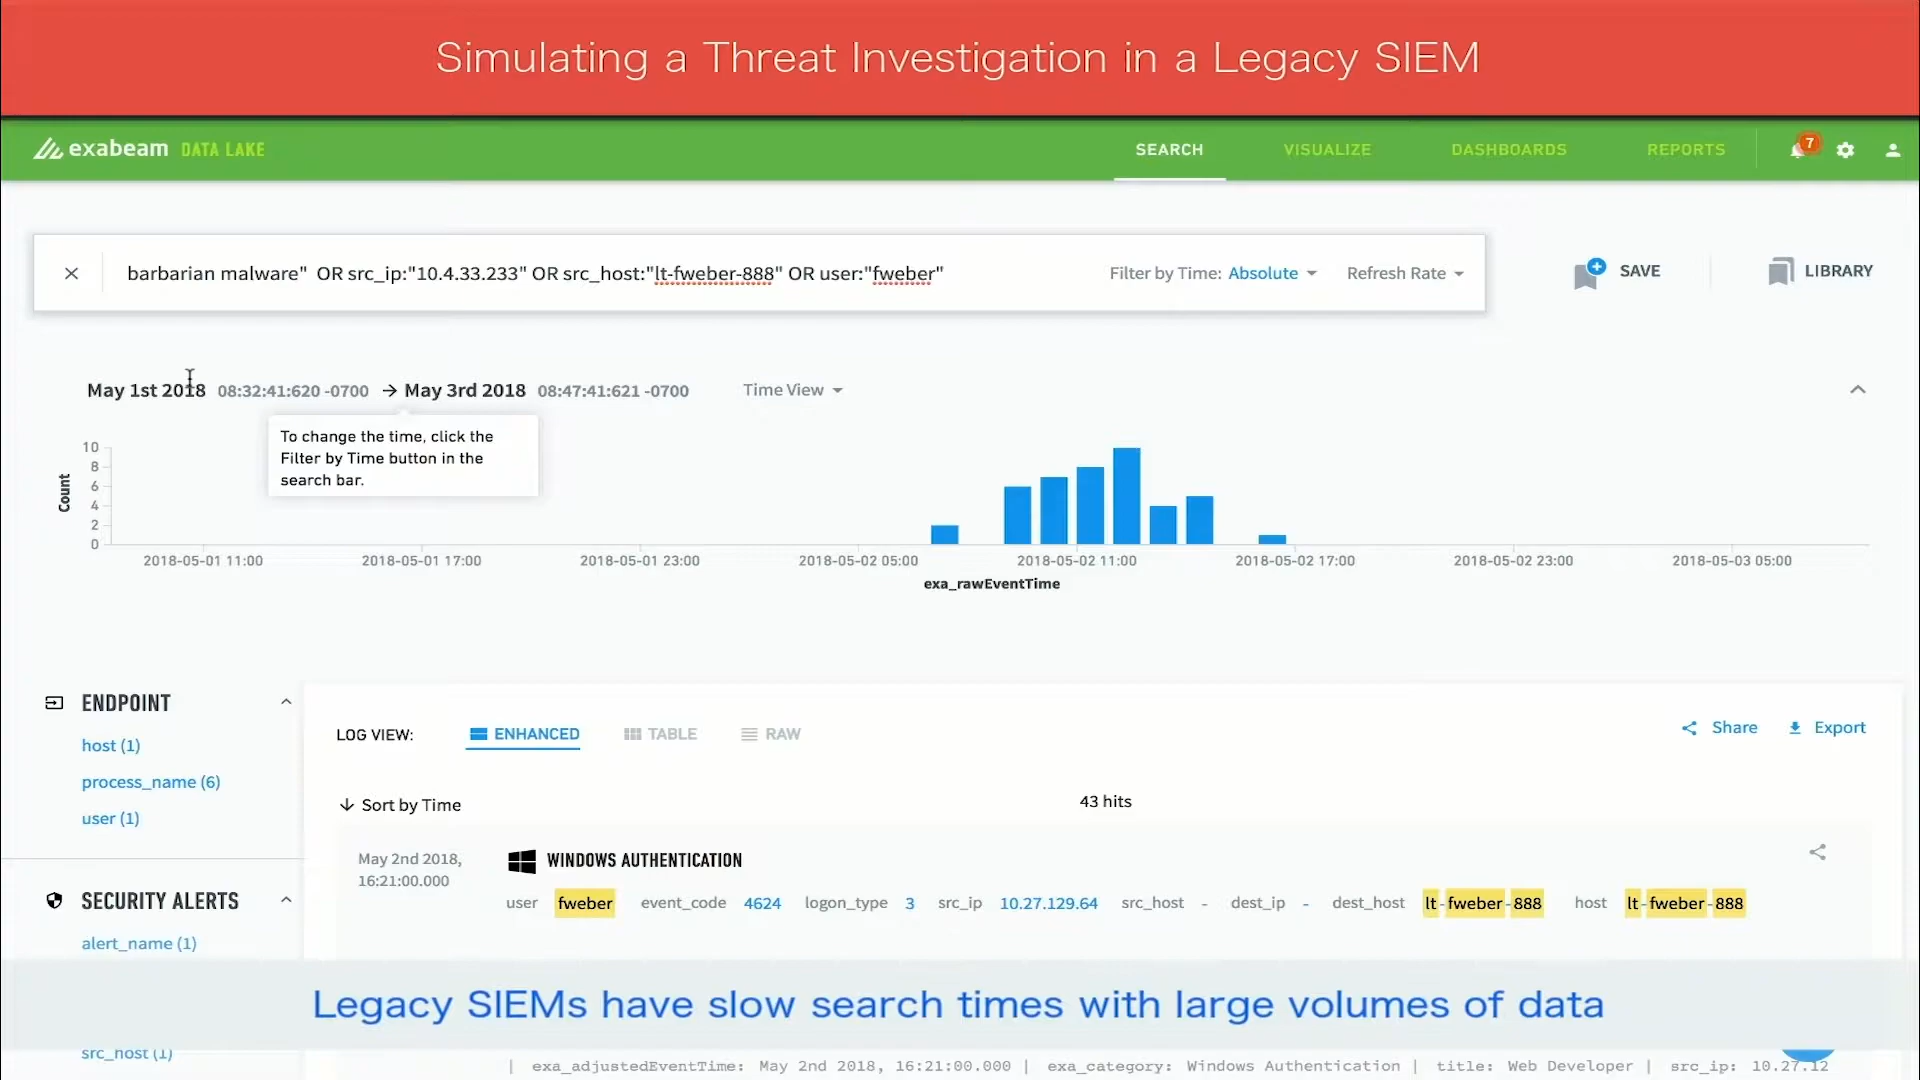 Simulating a Threat Investigation in a Legacy SIEM
exabeam DATA LAKE
SEARCH VISUALIZE DASHBOARDS REPORTS 7
barbarian malware" OR src_ip:"10.4.33.233" OR src_host:"lt-fweber-888" OR user:"fweber" Filter by Time: Absolute Refresh Rate SAVE LIBRARY
May 1st 2018 08:32:41:620 -0700 → May 3rd 2018 08:47:41:621 -0700 Time View
To change the time, click the
Filter by Time button in the
search bar.
Count
10
8
6
4
2
0
2018-05-01 11:00 2018-05-01 17:00 2018-05-01 23:00 2018-05-02 05:00 2018-05-02 11:00 2018-05-02 17:00 2018-05-02 23:00 2018-05-03 05:00
exa_rawEventTime
ENDPOINT
host (1)
process_name (6)
user (1)
SECURITY ALERTS
alert_name (1)
src_host (1)
LOG VIEW: ENHANCED TABLE RAW Share Export
Sort by Time 43 hits
May 2nd 2018,
16:21:00.000
WINDOWS AUTHENTICATION
user fweber event_code 4624 logon_type 3 src_ip 10.27.129.64 src_host - dest_ip - dest_host lt-fweber-888 host lt-fweber-888
Legacy SIEMs have slow search times with large volumes of data
| exa_adjustedEventTime: May 2nd 2018, 16:21:00.000 | exa_category: Windows Authentication | title: Web Developer | src_ip: 10.27.12